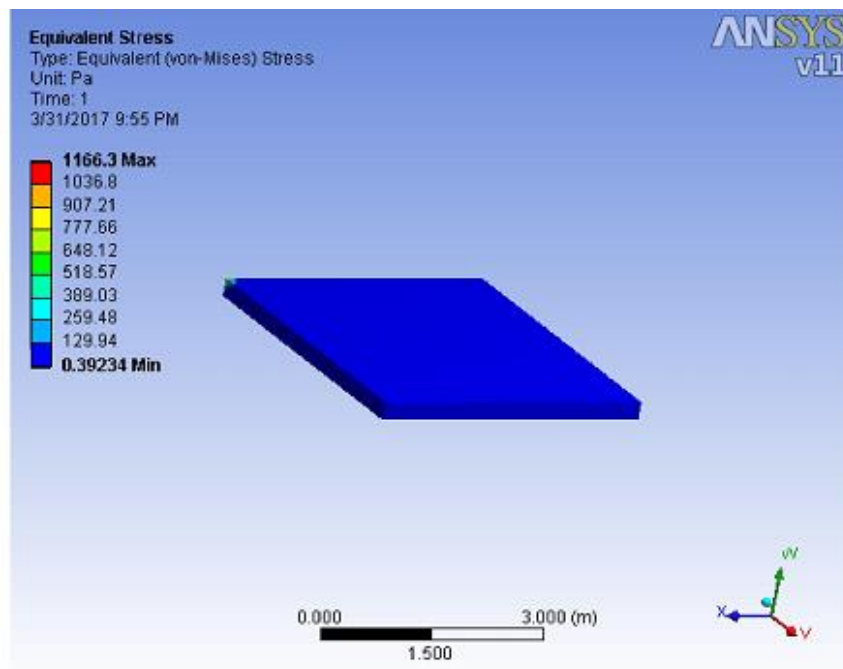 Equivalent Stress
Type: Equivalent (von-Mises) Stress
Unit: Pa
Time: 1
3/31/2017 9:55 PM
ANSYS
v11
1166.3 Max
1036.8
907.21
777.66
648.12
518.57
389.03
259.48
129.94
0.39234 Min
W
X
V
0.000
3.000 (m)
1.500